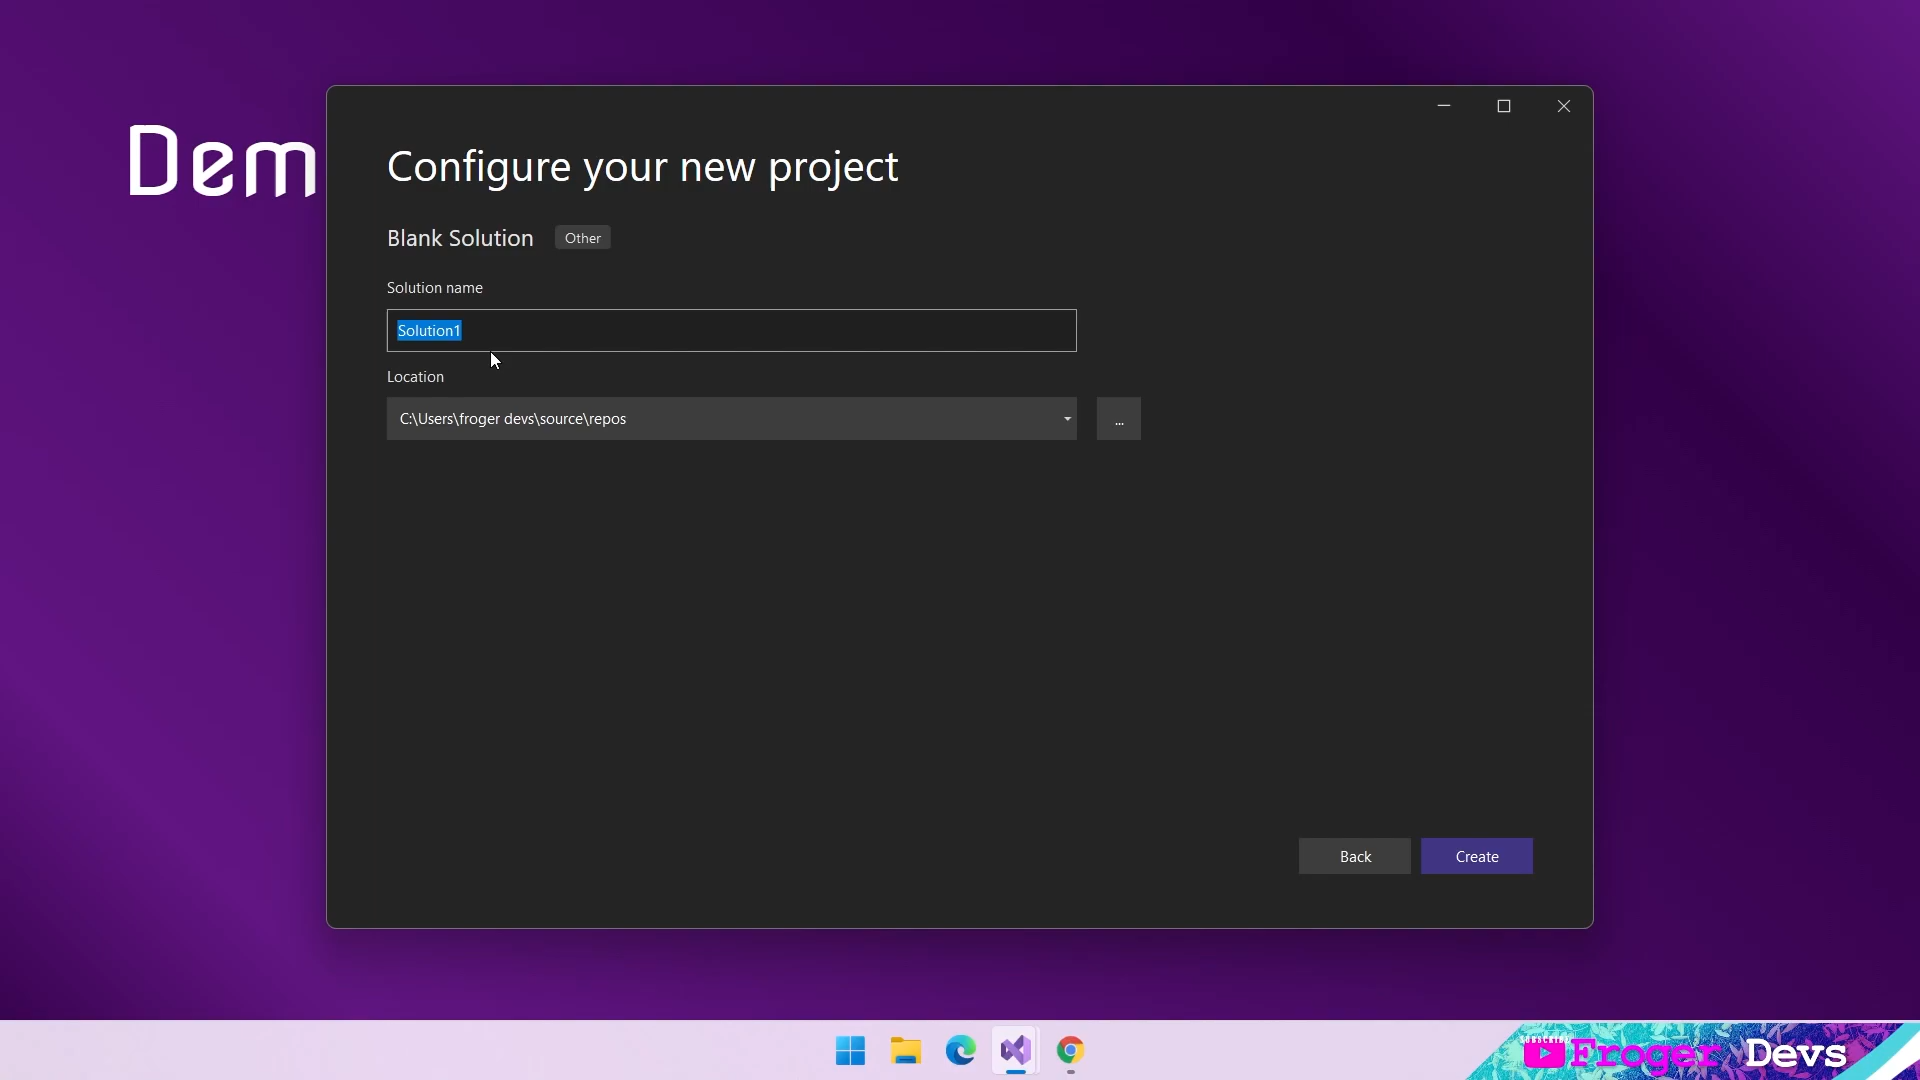 Dem
Configure your new project
Blank Solution Other
Solution name
Solution1
Location
C:\Users\froger devs\source\repos
...
Back Create
SUBSCRIBE
Froger Devs